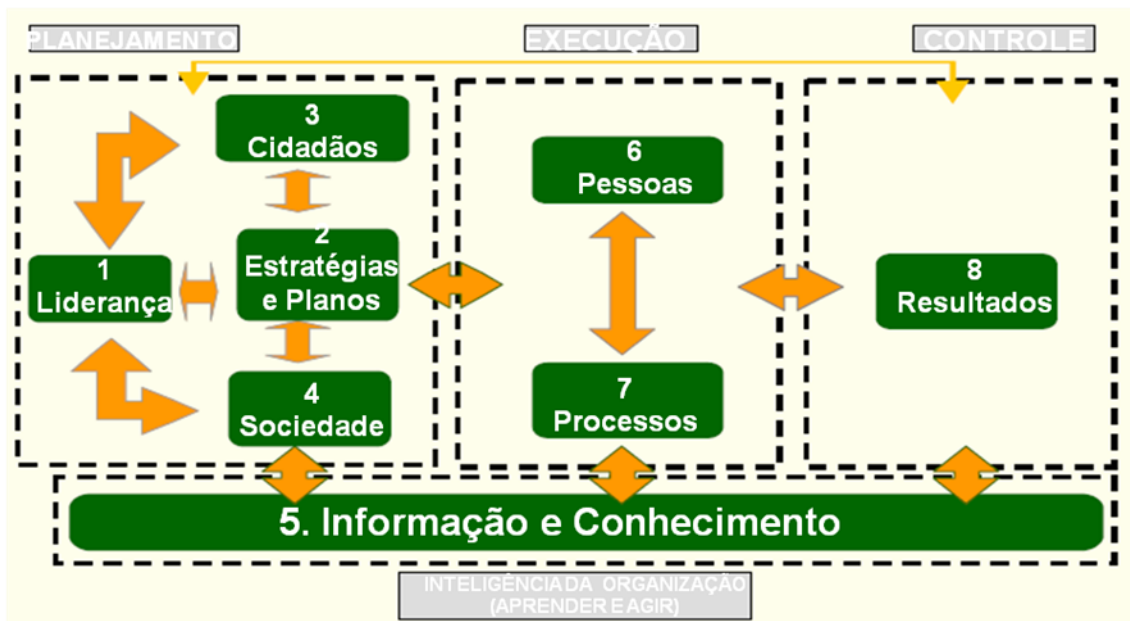 PLANEJAMENTO
EXECUÇÃO
CONTROLE
3
Cidadãos
6
Pessoas
2
Estratégias
e Planos
1
Liderança
8
Resultados
4
Sociedade
7
Processos
5. Informação e Conhecimento
INTELIGÊNCIA DA ORGANIZAÇÃO
(APRENDER E AGIR)